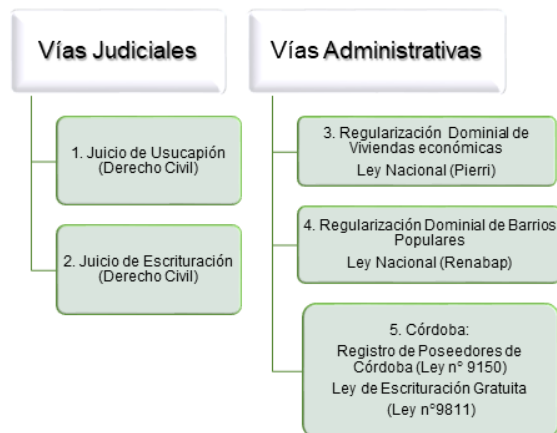 Vías Judiciales
1. Juicio de Usucapión
(Derecho Civil)
2. Juicio de Escrituración
(Derecho Civil)
Vías Administrativas
3. Regularización Dominial de
Viviendas económicas
Ley Nacional (Pierri)
4. Regularización Dominial de Barrios
Populares
Ley Nacional (Renabap)
5. Córdoba:
Registro de Poseedores de
Córdoba (Ley n° 9150)
Ley de Escrituración Gratuita
(Ley n°9811)